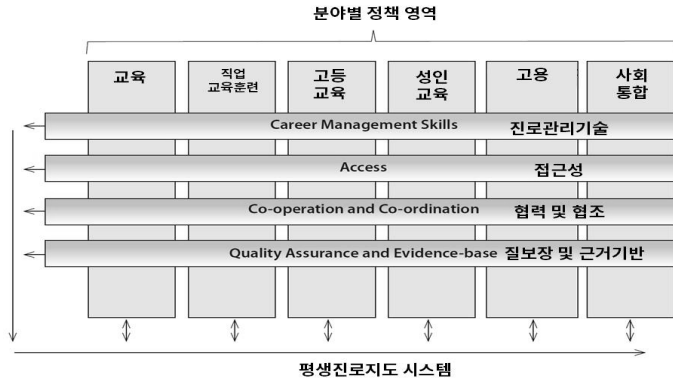 분야별 정책 영역
교육
직업
교육훈련
고등
교육
성인
교육
고용
사회
통합
Career Management Skills 진로관리기술
Access 접근성
Co-operation and Co-ordination 협력 및 협조
Quality Assurance and Evidence-base 질보장 및 근거기반
평생진로지도 시스템